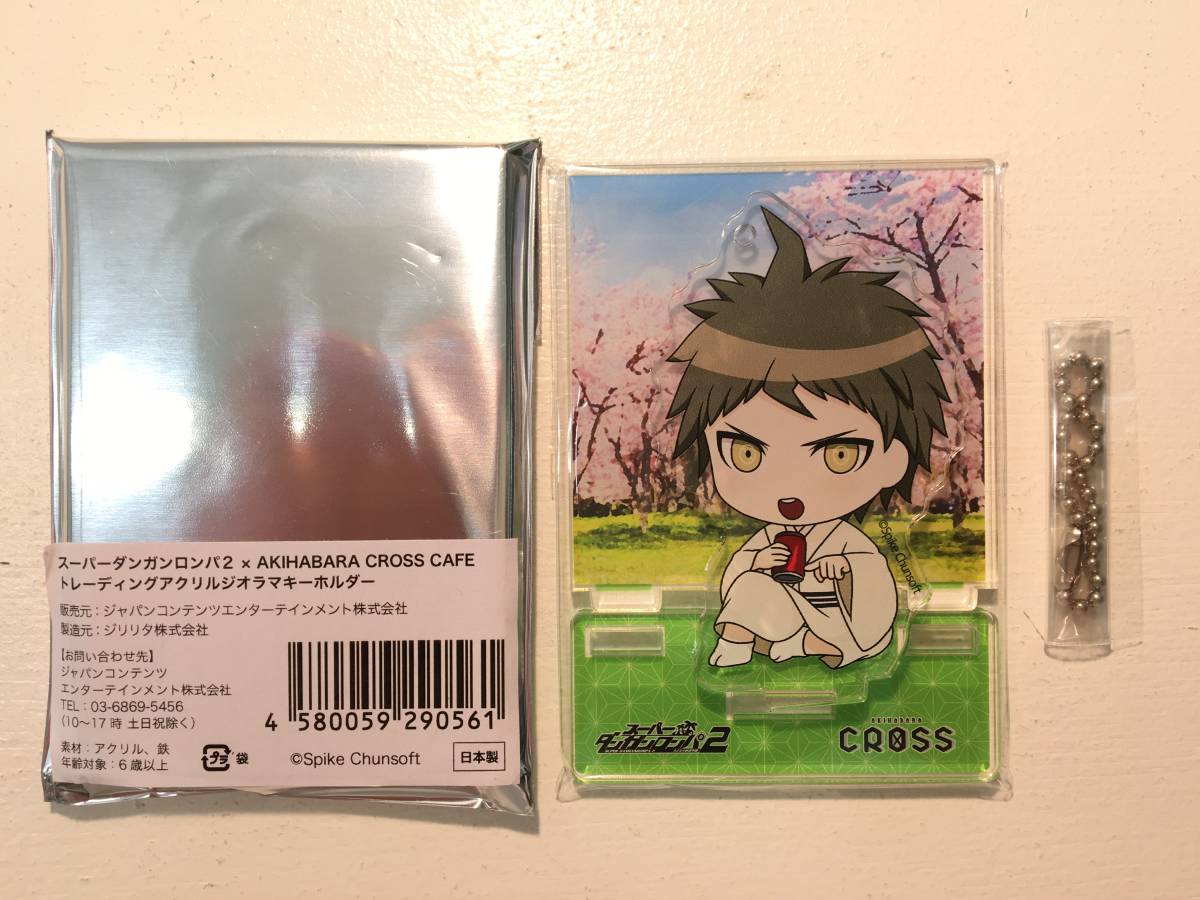 スーパーダンガンロンパ2 × AKIHABARA CROSS CAFE
トレーディングアクリルジオラマキーホルダー
販売元：ジャパンコンテンツエンターテインメント株式会社
製造元：ジリリタ株式会社
【お問い合わせ先】
ジャパンコンテンツ
エンターテインメント株式会社
TEL：03-6869-5456
（10～17時 土日祝除く）
素材：アクリル、鉄
年齢対象：6歳以上
プラ 袋
4 580059 290561
©Spike Chunsoft
日本製
©Spike Chunsoft
スーパー
ダンガンロンパ2
AKIHABARA
CROSS